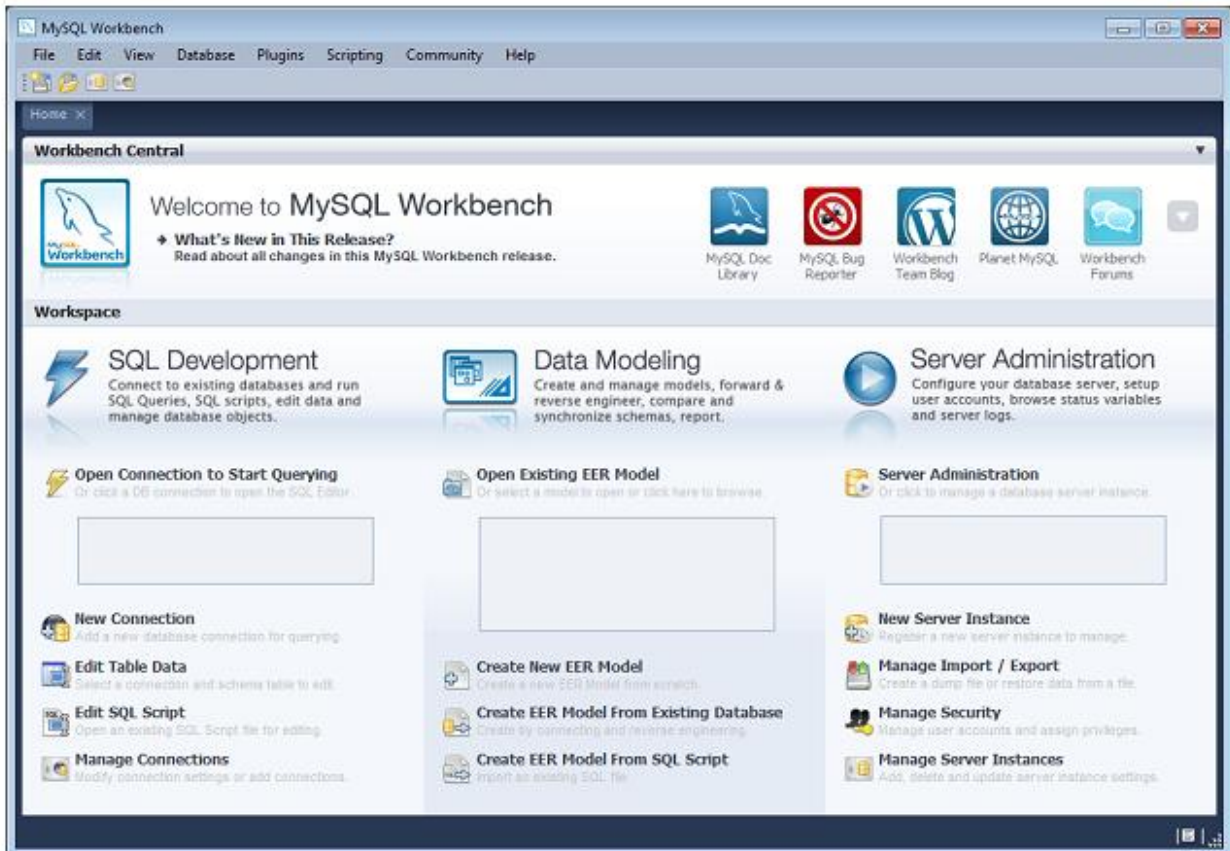 MySQL Workbench
File Edit View Database Plugins Scripting Community Help
Home
Workbench Central
MySQL
Workbench
Welcome to MySQL Workbench
What's New in This Release?
Read about all changes in this MySQL Workbench release.
MySQL Doc
Library
MySQL Bug
Reporter
Workbench
Team Blog
Planet MySQL
Workbench
Forums
Workspace
SQL Development
Connect to existing databases and run
SQL Queries, SQL scripts, edit data and
manage database objects.
Open Connection to Start Querying
Or click a DB connection to open the SQL Editor.
New Connection
Add a new database connection for querying.
Edit Table Data
Select a connection and schema table to edit.
Edit SQL Script
Open an existing SQL Script file for editing.
Manage Connections
Modify connection settings or add connections.
Data Modeling
Create and manage models, forward &
reverse engineer, compare and
synchronize schemas, report.
Open Existing EER Model
Or select a model to open or click here to browse.
Create New EER Model
Create a new EER Model from scratch.
Create EER Model From Existing Database
Create by connecting and reverse engineering.
Create EER Model From SQL Script
Import an existing SQL file.
Server Administration
Configure your database server, setup
user accounts, browse status variables
and server logs.
Server Administration
Or click to manage a database server instance.
New Server Instance
Register a new server instance to manage.
Manage Import / Export
Create a dump file or restore data from a file.
Manage Security
Manage user accounts and assign privileges.
Manage Server Instances
Add, delete and update server instance settings.